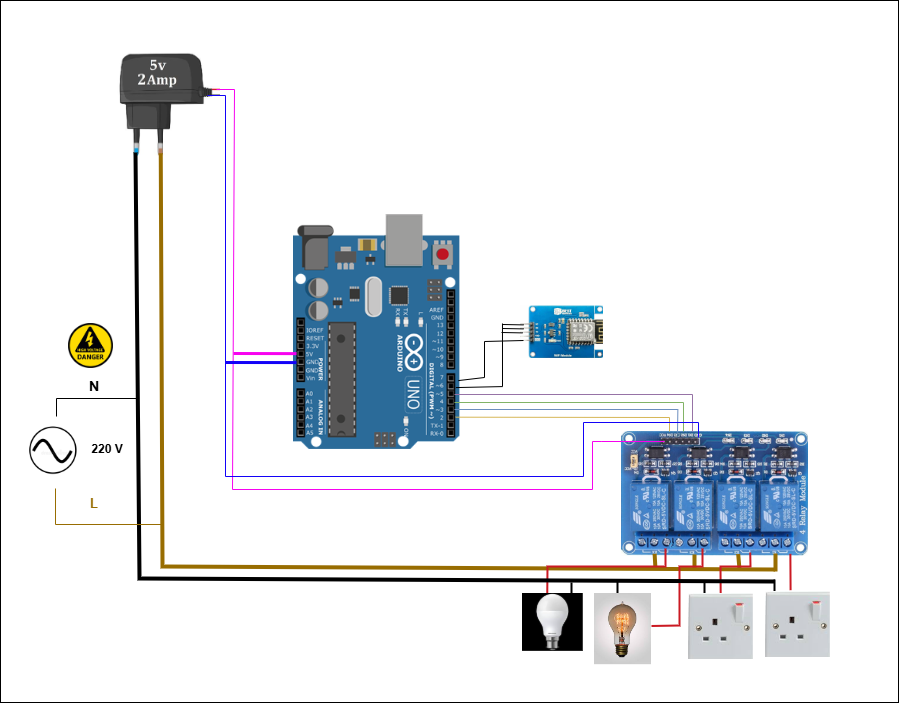 5v
2 Amp
HIGH VOLTAGE
DANGER
N
220 V
L
IOREF
RESET
3.3V
5V
GND
GND
Vin
POWER
A0
A1
A2
A3
A4
A5
ANALOG IN
RX
TX
L
ARDUINO
UNO
ON
AREF
GND
13
12
~11
~10
~9
8
7
~6
~5
4
~3
2
TX-1
RX-0
DIGITAL (PWM ~)
4 Relay Module